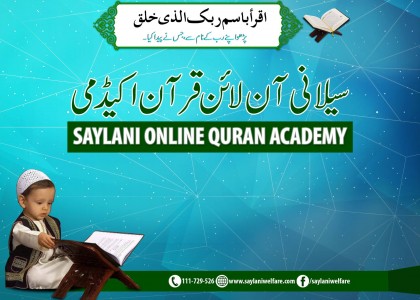 اقرأ باسم ربک الذی خلق
پڑھو اپنے رب کے نام سے، جس نے پیدا کیا۔
سیلانی آن لائن قرآن اکیڈمی
SAYLANI ONLINE QURAN ACADEMY
111-729-526 www.saylaniwelfare.com /saylaniwelfare